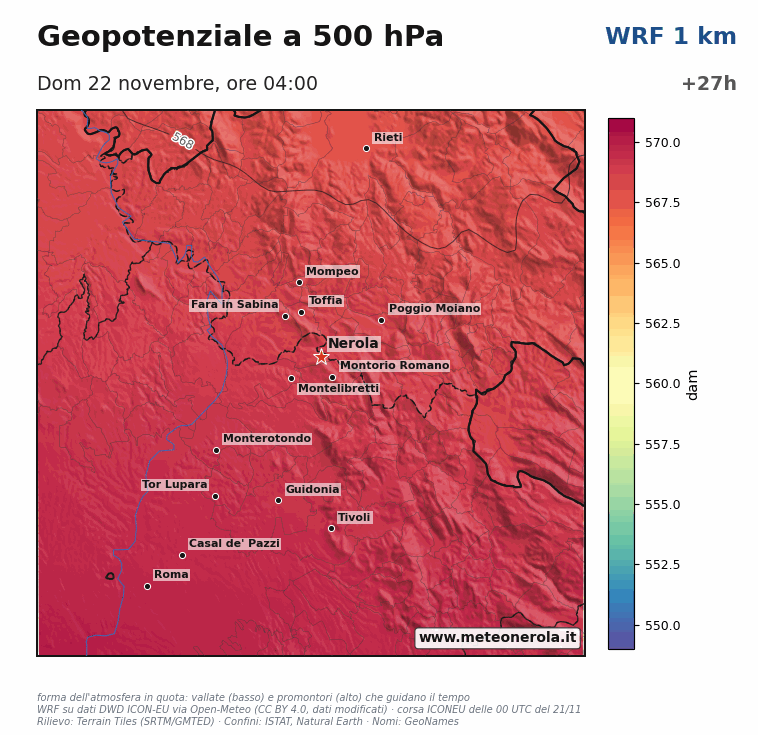 Geopotenziale a 500 hPa
WRF 1 km
Dom 22 novembre, ore 04:00
+27h
568
Rieti
Mompeo
Fara in Sabina
Toffia
Poggio Moiano
Nerola
Montorio Romano
Montelibretti
Monterotondo
Tor Lupara
Guidonia
Tivoli
Casal de' Pazzi
Roma
www.meteonerola.it
570.0
567.5
565.0
562.5
560.0
557.5
555.0
552.5
550.0
dam
forma dell'atmosfera in quota: vallate (basso) e promontori (alto) che guidano il tempo
WRF su dati DWD ICON-EU via Open-Meteo (CC BY 4.0, dati modificati) · corsa ICONEU delle 00 UTC del 21/11
Rilievo: Terrain Tiles (SRTM/GMTED) · Confini: ISTAT, Natural Earth · Nomi: GeoNames